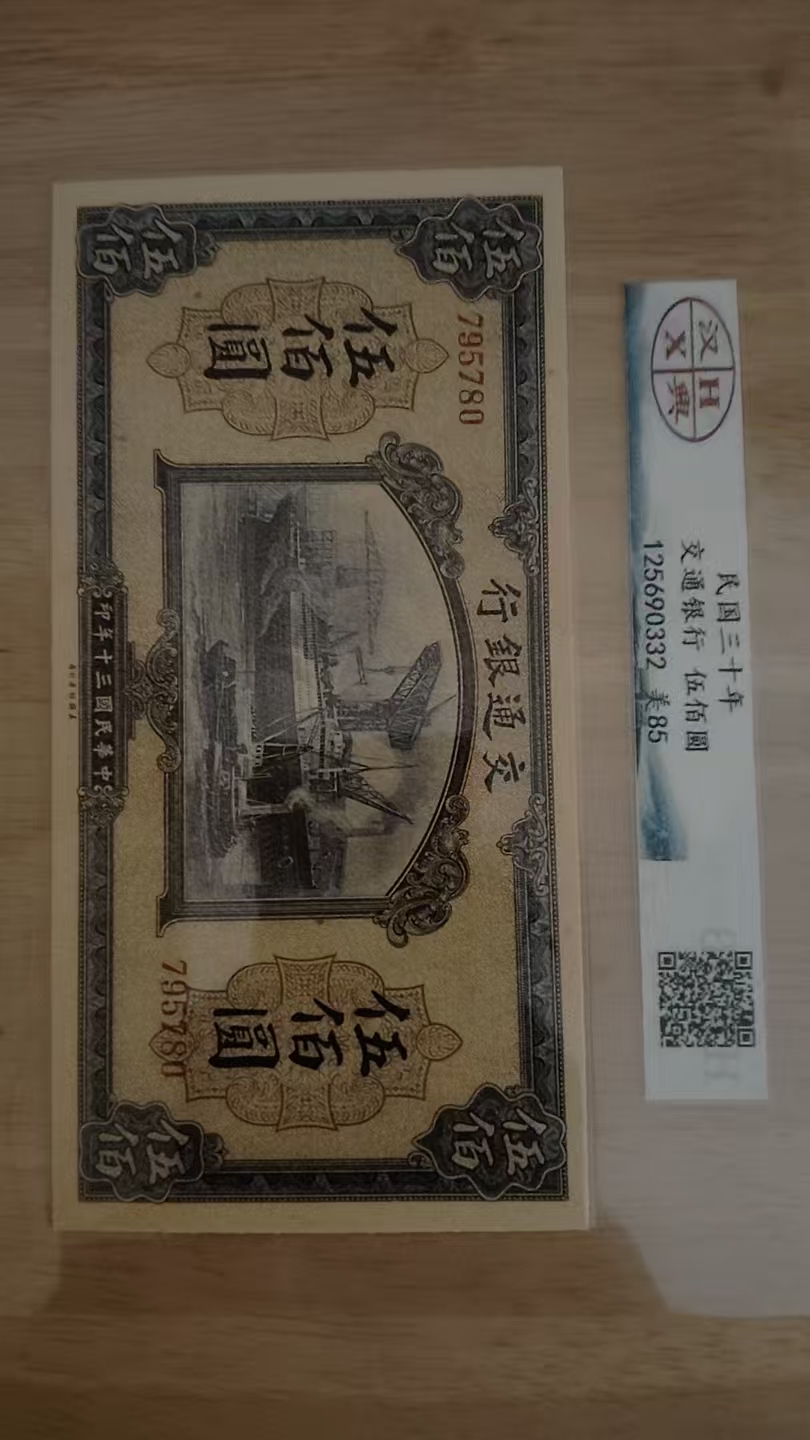 汉 H
X 典
民国三十年
交通银行 伍佰圆
125690332 美85
伍佰
伍佰
795780
交通銀行
伍佰圓
伍佰圓
795780
伍佰
中華民國三十年印
伍佰